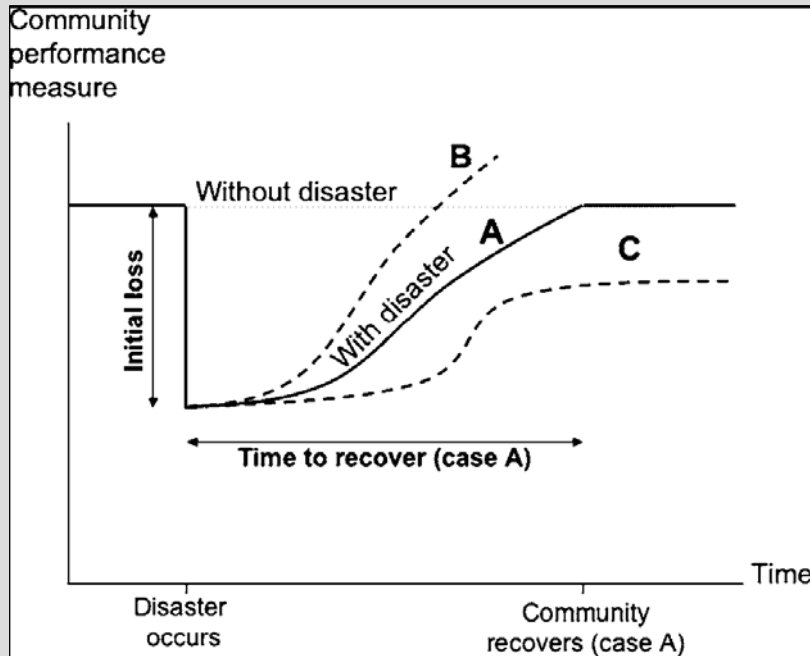 Community
performance
measure
B
Without disaster
A
C
Initial loss
With disaster
Time to recover (case A)
Time
Disaster
occurs
Community
recovers (case A)